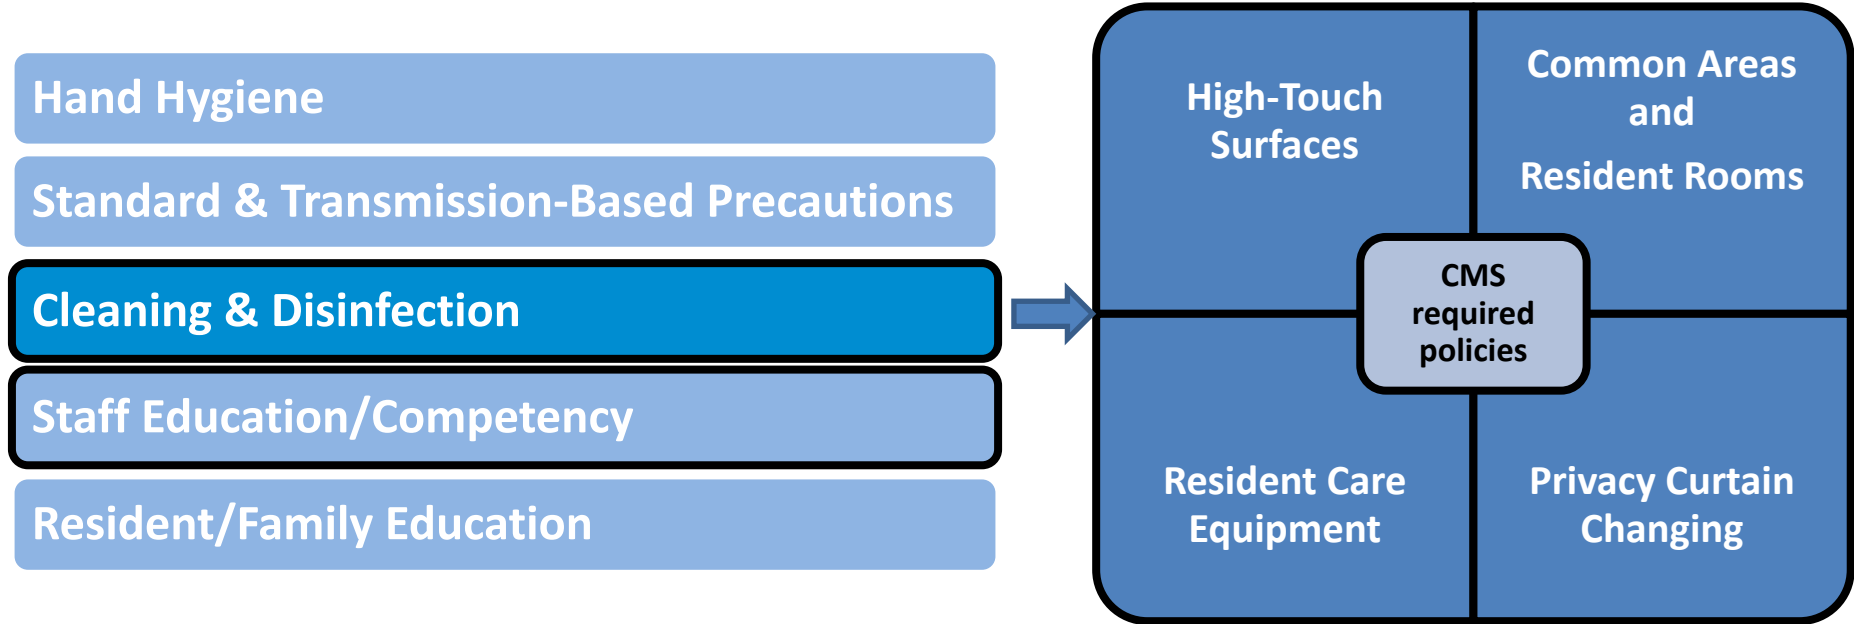 Hand Hygiene
Standard & Transmission-Based Precautions
Cleaning & Disinfection
Staff Education/Competency
Resident/Family Education
High-Touch
Surfaces
Common Areas
and
Resident Rooms
CMS
required
policies
Resident Care
Equipment
Privacy Curtain
Changing